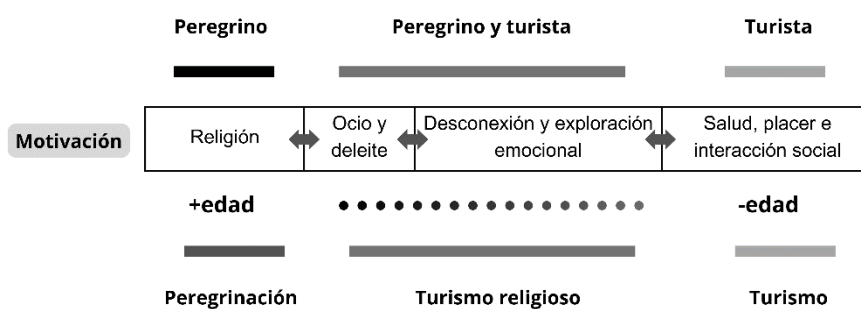 Peregrino Peregrino y turista Turista
Motivación
Religión
Ocio y
deleite
Desconexión y exploración
emocional
Salud, placer e
interacción social
+edad -edad
Peregrinación Turismo religioso Turismo